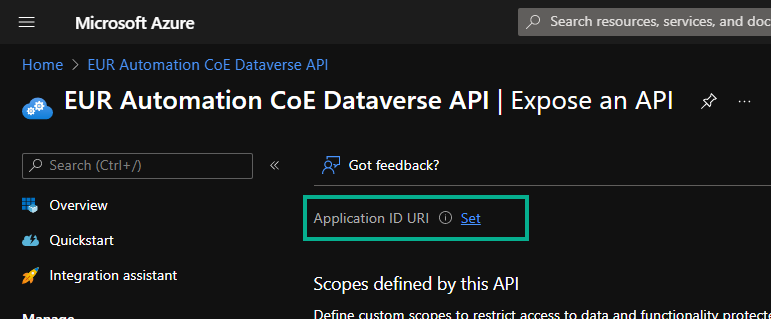 Microsoft Azure
Search resources, services, and doc
Home > EUR Automation CoE Dataverse API
EUR Automation CoE Dataverse API | Expose an API
Search (Ctrl+/)
Got feedback?
Overview
Application ID URI Set
Quickstart
Integration assistant
Scopes defined by this API
Manage
Define custom scopes to restrict access to data and functionality protecte